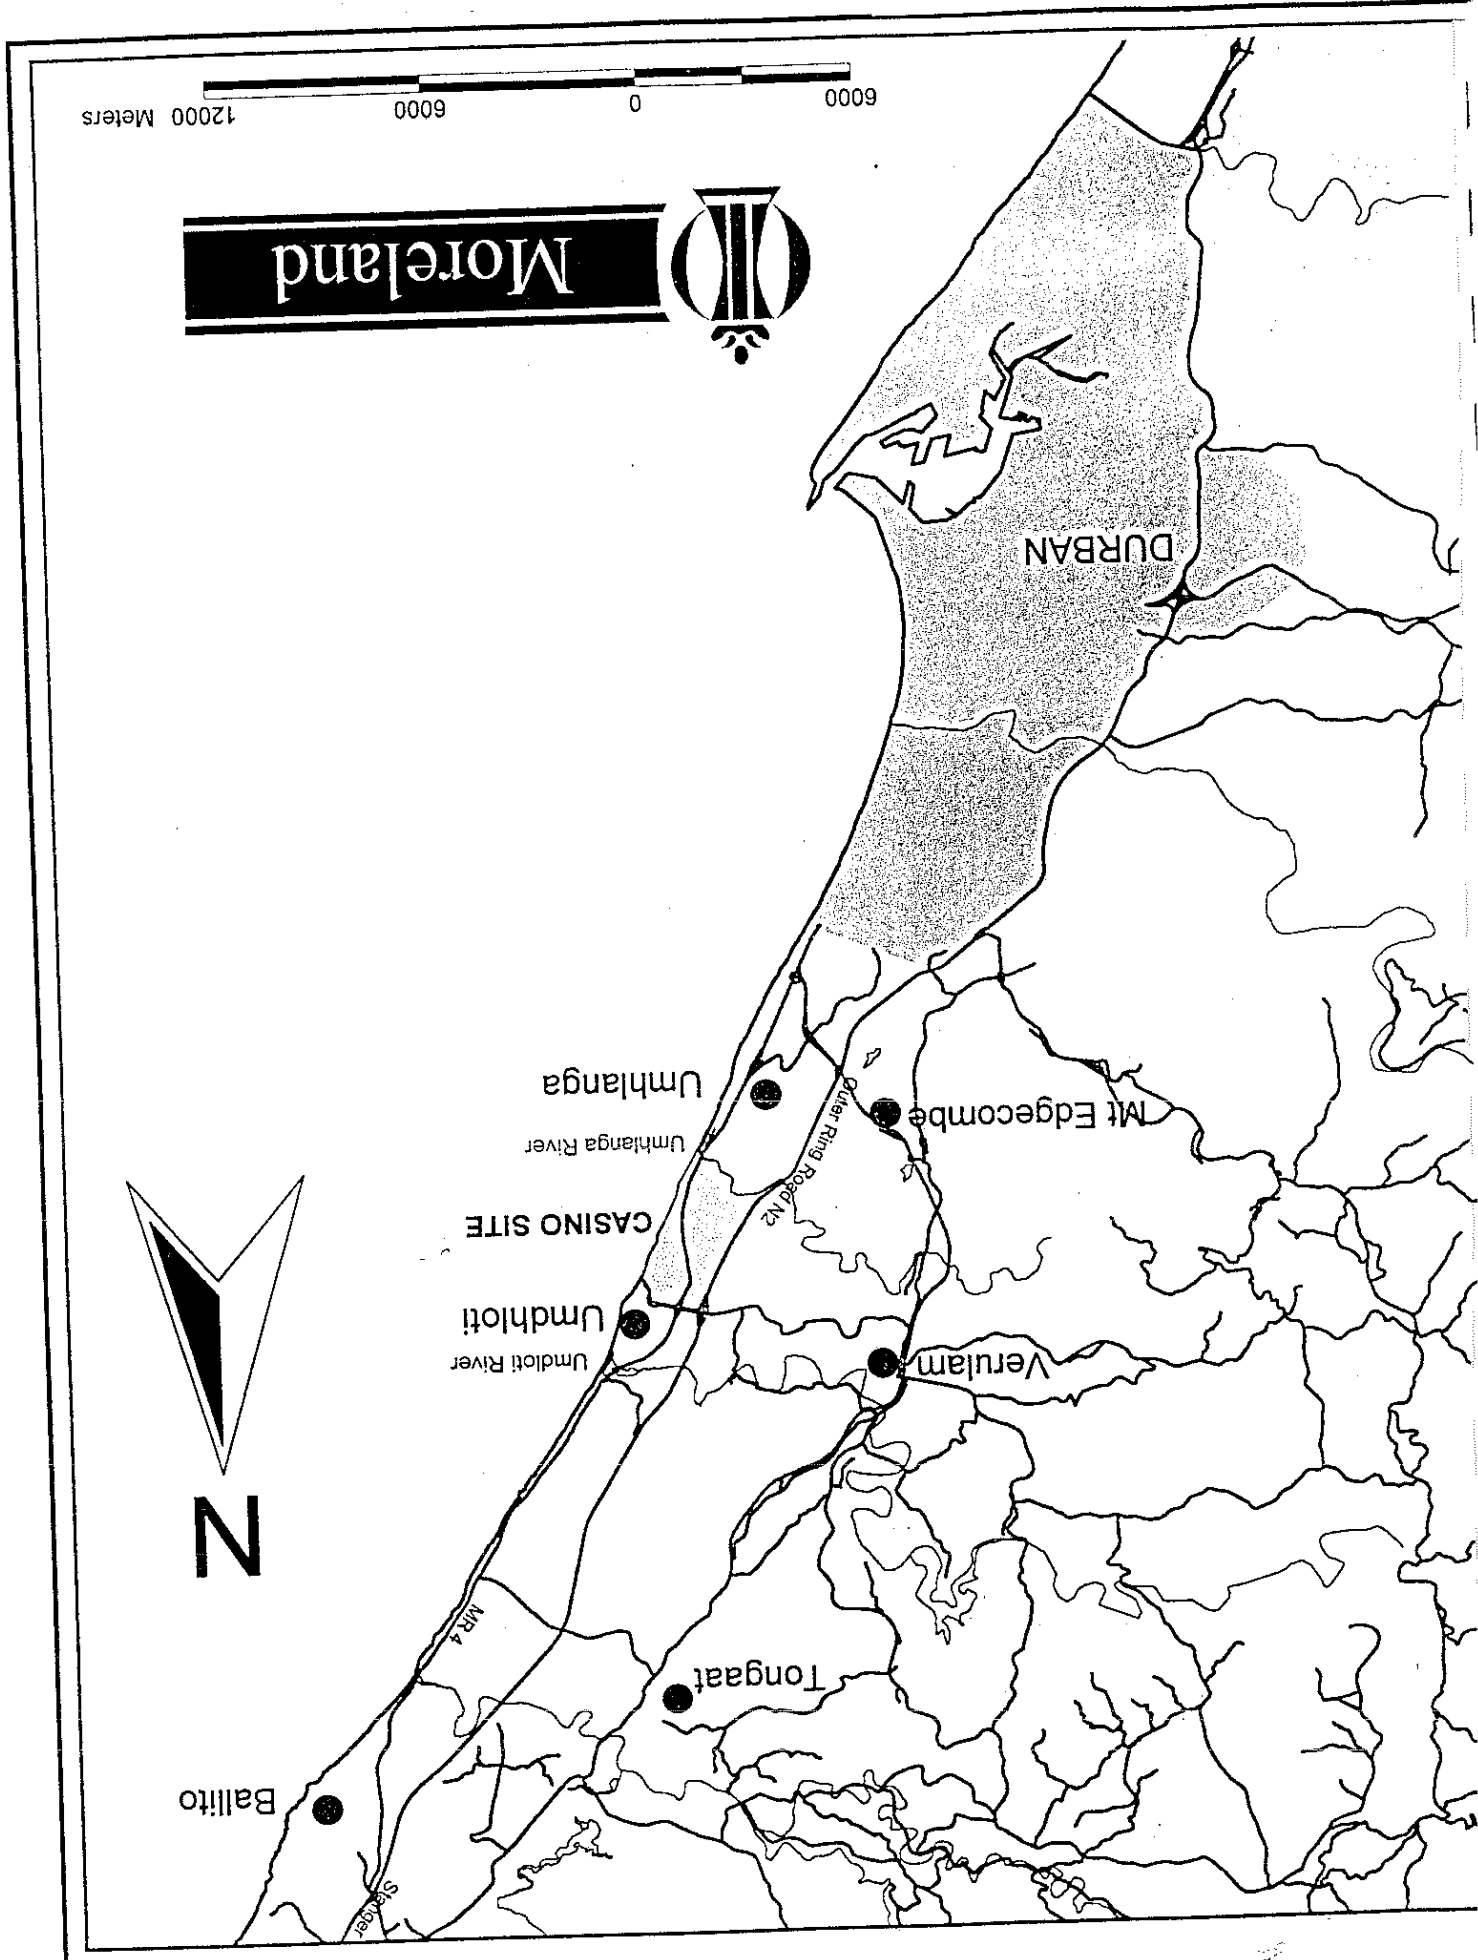 Stanger
Ballito
Tongaat
MR 4
N
Verulam
Umdloti River
Umdhloti
CASINO SITE
Outer Ring Road N2
Umhlanga River
Mt Edgecombe
Umhlanga
DURBAN
Moreland
6000 0 6000 12000 Meters